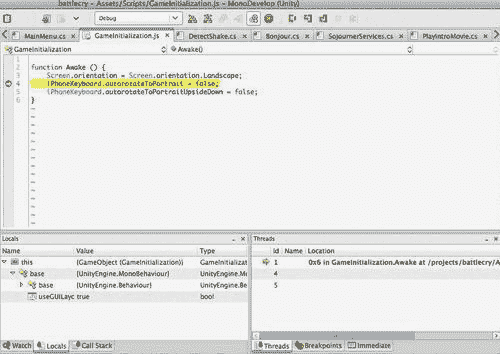 battlecry – Assets/Scripts/GameInitialization.js – MonoDevelop (Unity)
Debug
MainMenu.cs
GameInitialization.js
DetectShake.cs
Bonjour.cs
SojournerServices.cs
PlayIntroMovie.cs
GameInitialization
Awake()
1
2 function Awake () {
3 Screen.orientation = Screen.orientation.Landscape;
4 iPhoneKeyboard.autorotateToPortrait = false;
5 iPhoneKeyboard.autorotateToPortraitUpsideDown = false;
6 }
Locals
Name Value Type
this {GameObject (GameInitialization)} GameInitializat
base {UnityEngine.MonoBehaviour} UnityEngine.Mo
base {UnityEngine.Behaviour} UnityEngine.Be
useGUILayo true bool
Watch Locals Call Stack
Threads
Id Name Location
1 0x6 in GameInitialization.Awake at /projects/battlecry/A
4
5
Threads Breakpoints Immediate